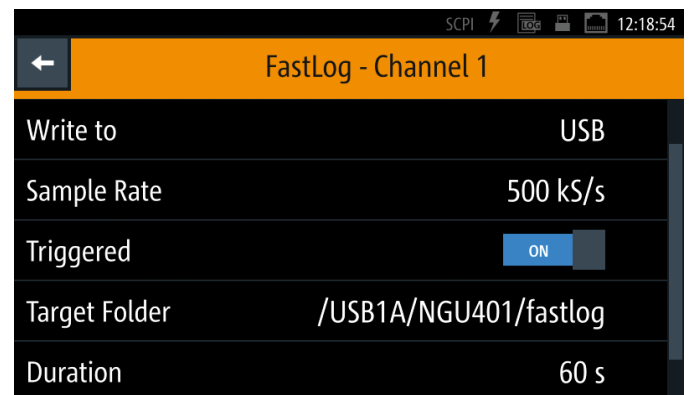 SCPI LOG 12:18:54
FastLog - Channel 1
Write to USB
Sample Rate 500 kS/s
Triggered ON
Target Folder /USB1A/NGU401/fastlog
Duration 60 s